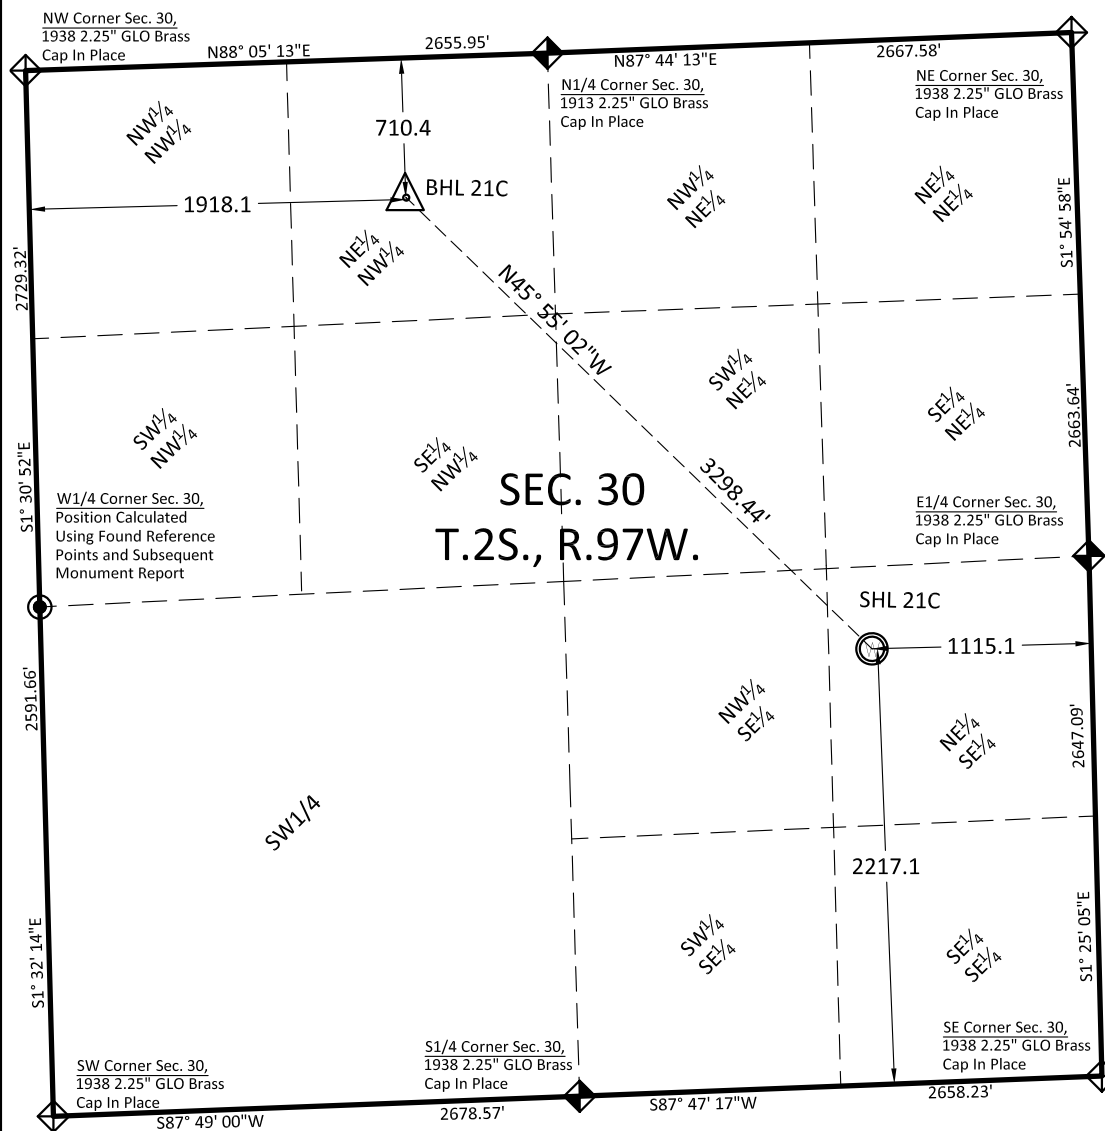 NW Corner Sec. 30,
1938 2.25" GLO Brass
Cap In Place
N88° 05' 13"E
2655.95'
N87° 44' 13"E
2667.58'
N1/4 Corner Sec. 30,
1913 2.25" GLO Brass
Cap In Place
NE Corner Sec. 30,
1938 2.25" GLO Brass
Cap In Place
NW1/4
NW1/4
710.4
BHL 21C
1918.1
NE1/4
NW1/4
NW1/4
NE1/4
NE1/4
NE1/4
S1° 54' 58"E
2729.32'
N45° 55' 02"W
SW1/4
NE1/4
SE1/4
NE1/4
2663.64'
SW1/4
NW1/4
SE1/4
NW1/4
S1° 30' 52"E
3298.44'
SEC. 30
T.2S., R.97W.
W1/4 Corner Sec. 30,
Position Calculated
Using Found Reference
Points and Subsequent
Monument Report
E1/4 Corner Sec. 30,
1938 2.25" GLO Brass
Cap In Place
SHL 21C
1115.1
2591.66'
NW1/4
SE1/4
NE1/4
SE1/4
2647.09'
SW1/4
2217.1
S1° 32' 14"E
SW1/4
SE1/4
SE1/4
SE1/4
S1° 25' 05"E
SW Corner Sec. 30,
1938 2.25" GLO Brass
Cap In Place
S1/4 Corner Sec. 30,
1938 2.25" GLO Brass
Cap In Place
SE Corner Sec. 30,
1938 2.25" GLO Brass
Cap In Place
S87° 49' 00"W
2678.57'
S87° 47' 17"W
2658.23'